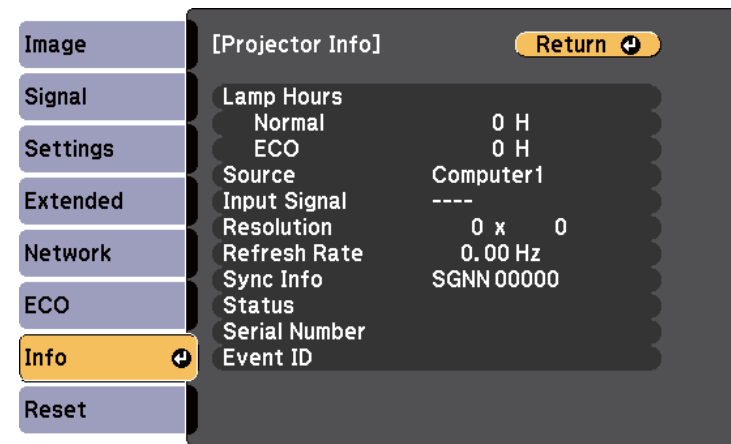 Image
Signal
Settings
Extended
Network
ECO
Info
Reset
[Projector Info] Return
Lamp Hours
Normal 0 H
ECO 0 H
Source Computer1
Input Signal ----
Resolution 0 x 0
Refresh Rate 0.00 Hz
Sync Info SGNN 00000
Status
Serial Number
Event ID